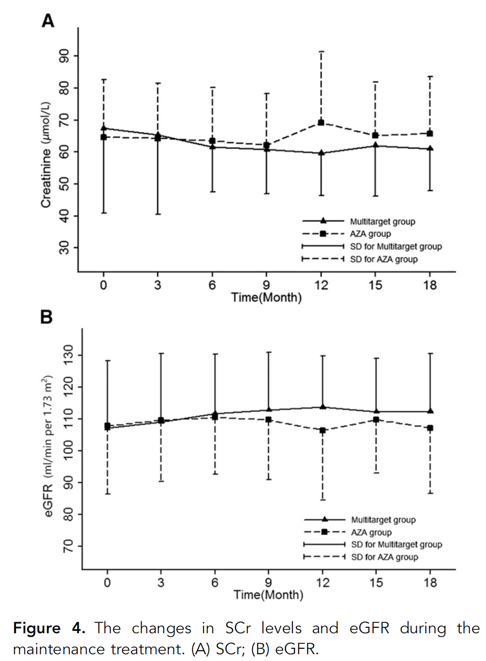 A
Creatinine (μmol/L)
90
80
70
60
50
40
30
Multitarget group
AZA group
SD for Multitarget group
SD for AZA group
0 3 6 9 12 15 18
Time(Month)
B
eGFR (ml/min per 1.73 m²)
130
120
110
100
90
80
70
Multitarget group
AZA group
SD for Multitarget group
SD for AZA group
0 3 6 9 12 15 18
Time(Month)
Figure 4. The changes in SCr levels and eGFR during the
maintenance treatment. (A) SCr; (B) eGFR.